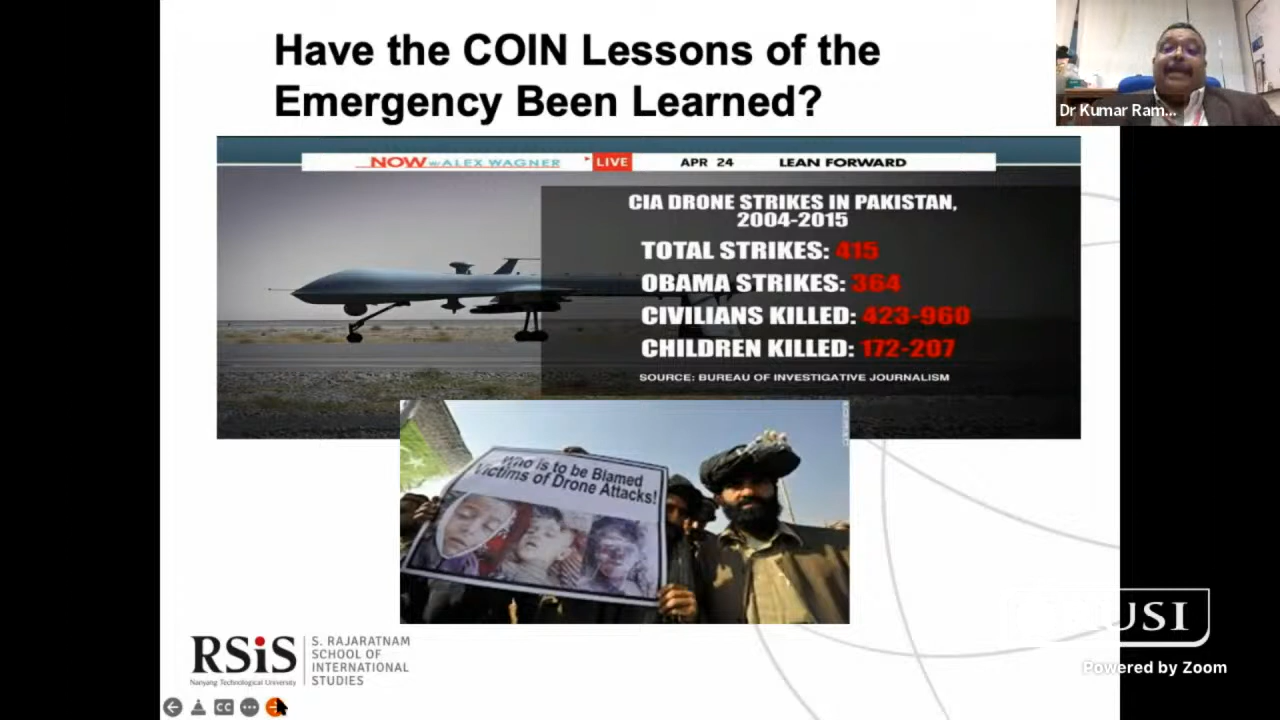 Have the COIN Lessons of the
Emergency Been Learned?
Dr Kumar Ram...
NOW w/ ALEX WAGNER LIVE APR 24 LEAN FORWARD
CIA DRONE STRIKES IN PAKISTAN,
2004-2015
TOTAL STRIKES: 415
OBAMA STRIKES: 364
CIVILIANS KILLED: 423-960
CHILDREN KILLED: 172-207
SOURCE: BUREAU OF INVESTIGATIVE JOURNALISM
Who is to be Blamed
Victims of Drone Attacks!
RSiS
Nanyang Technological University
S. RAJARATNAM
SCHOOL OF
INTERNATIONAL
STUDIES
USI
Powered by Zoom
CC